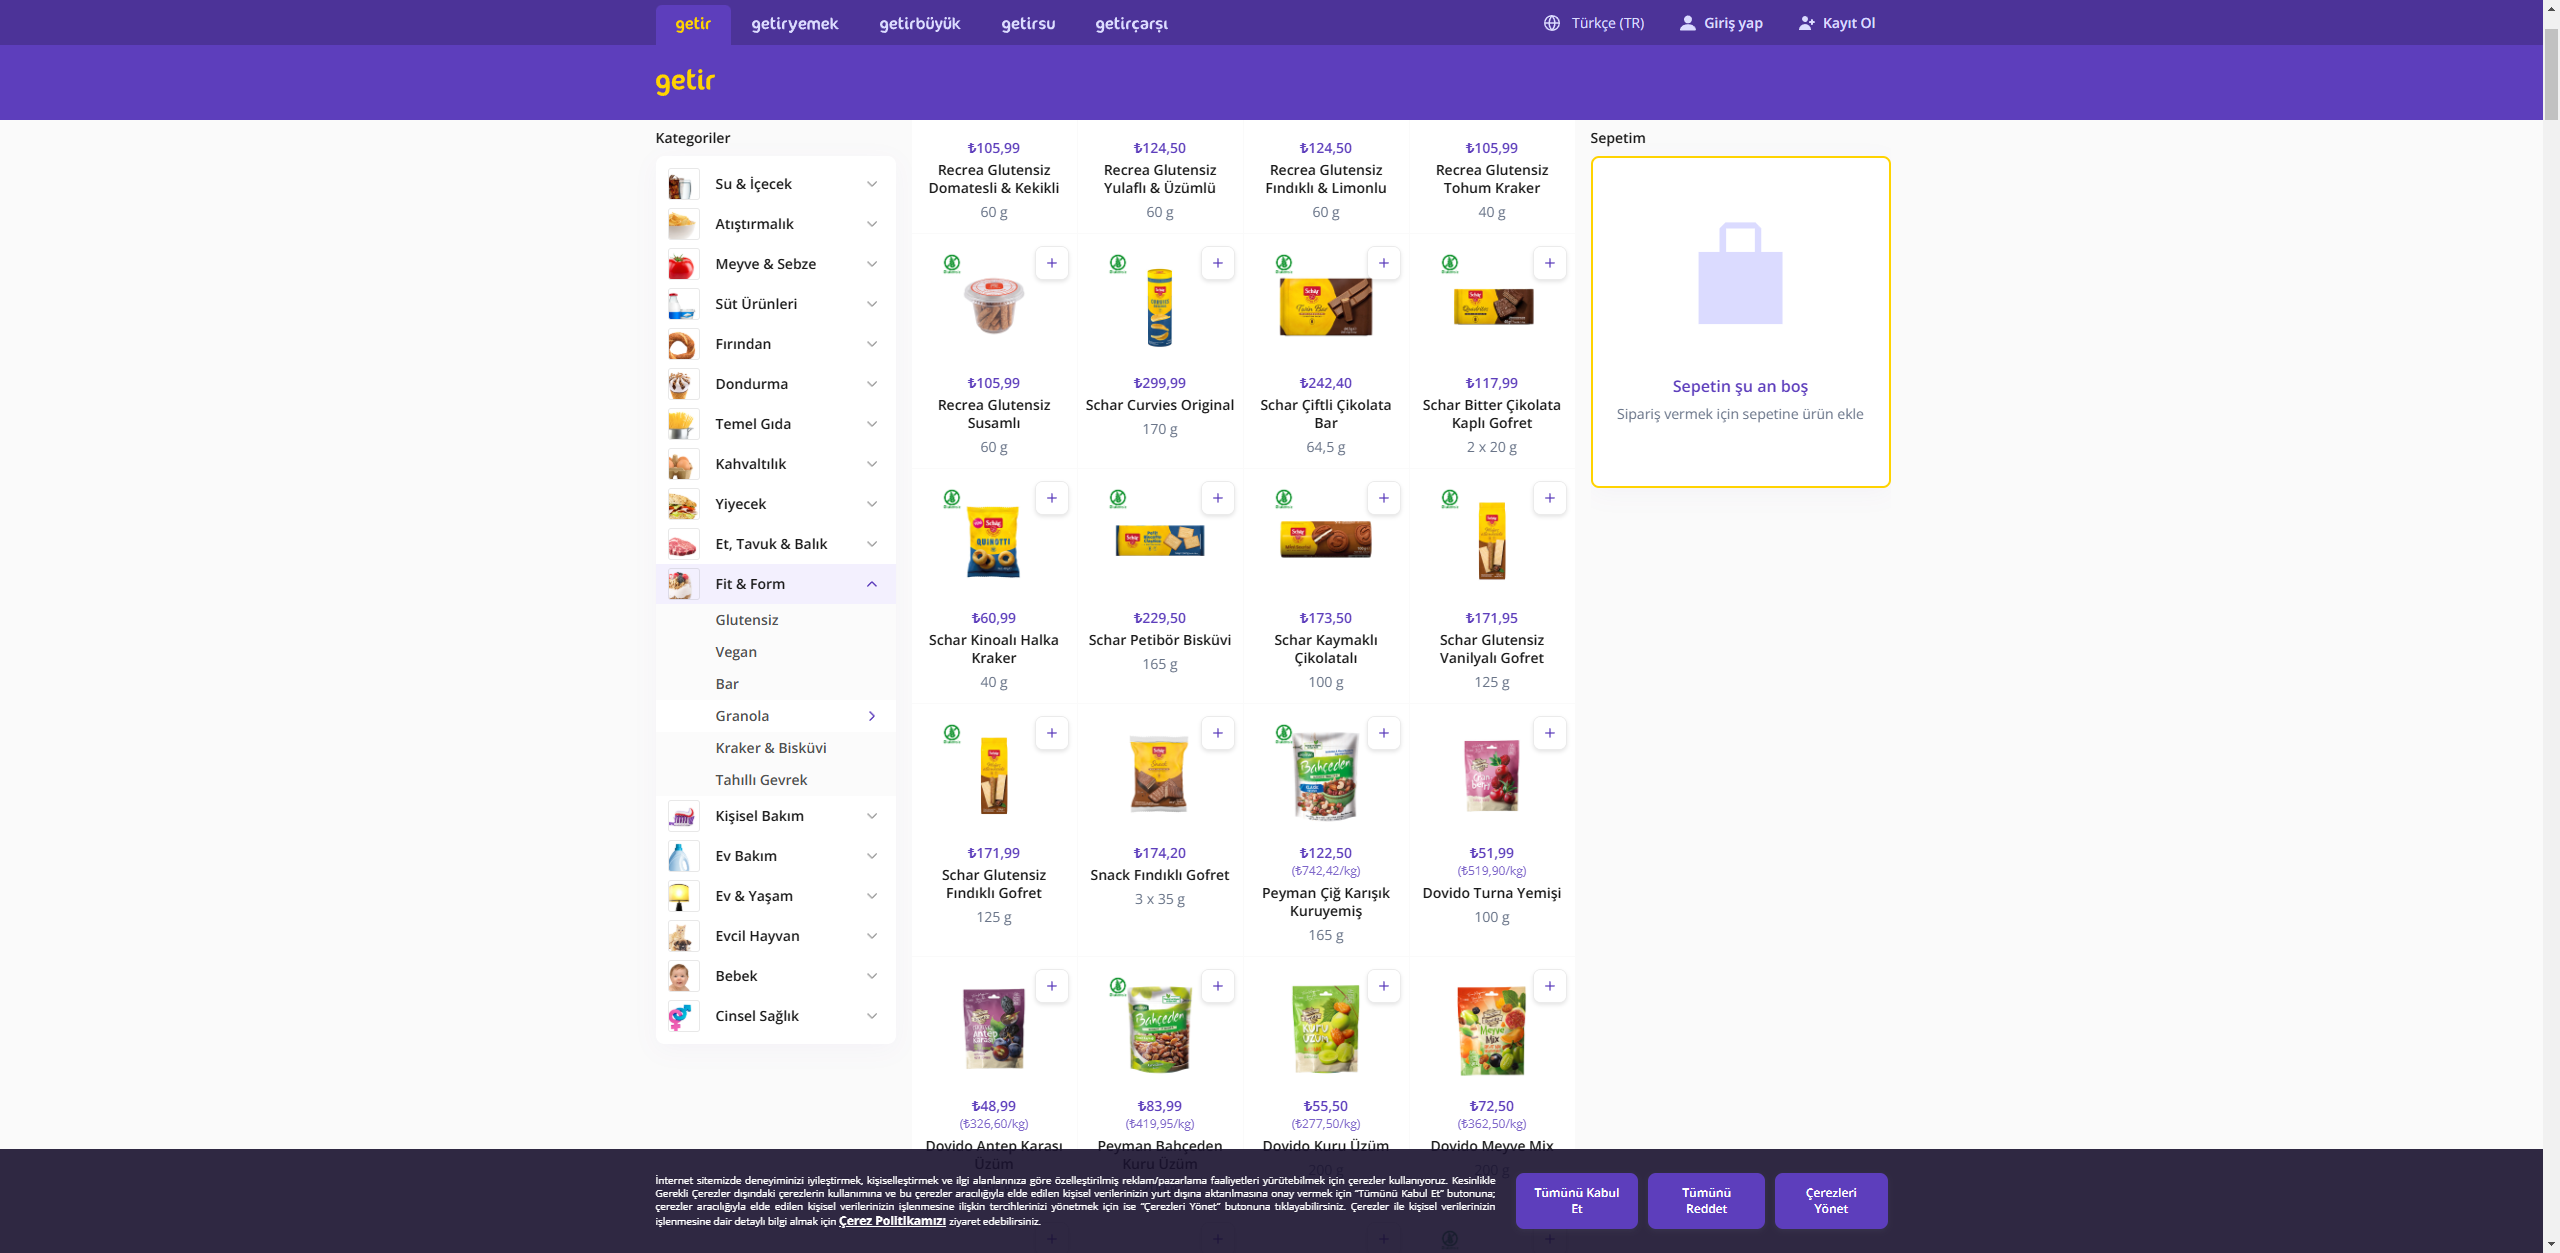 getir
getiryemek
getirbüyük
getirsu
getirçarşı
Türkçe (TR)
Giriş yap
Kayıt Ol
getir
Kategoriler
Su & İçecek
Atıştırmalık
Meyve & Sebze
Süt Ürünleri
Fırından
Dondurma
Temel Gıda
Kahvaltılık
Yiyecek
Et, Tavuk & Balık
Fit & Form
Glutensiz
Vegan
Bar
Granola
Kraker & Bisküvi
Tahıllı Gevrek
Kişisel Bakım
Ev Bakım
Ev & Yaşam
Evcil Hayvan
Bebek
Cinsel Sağlık
₺105,99
Recrea Glutensiz
Domatesli & Kekikli
60 g
₺124,50
Recrea Glutensiz
Yulaflı & Üzümlü
60 g
₺124,50
Recrea Glutensiz
Fındıklı & Limonlu
60 g
₺105,99
Recrea Glutensiz
Tohum Kraker
40 g
₺105,99
Recrea Glutensiz
Susamlı
60 g
₺299,99
Schar Curvies Original
170 g
₺242,40
Schar Çiftli Çikolata
Bar
64,5 g
₺117,99
Schar Bitter Çikolata
Kaplı Gofret
2 x 20 g
₺60,99
Schar Kinoalı Halka
Kraker
40 g
₺229,50
Schar Petibör Bisküvi
165 g
₺173,50
Schar Kaymaklı
Çikolatalı
100 g
₺171,95
Schar Glutensiz
Vanilyalı Gofret
125 g
₺171,99
Schar Glutensiz
Fındıklı Gofret
125 g
₺174,20
Snack Fındıklı Gofret
3 x 35 g
₺122,50
(₺742,42/kg)
Peyman Çiğ Karışık
Kuruyemiş
165 g
₺51,99
(₺519,90/kg)
Dovido Turna Yemişi
100 g
₺48,99
(₺326,60/kg)
Dovido Antep Karası
Üzüm
₺83,99
(₺419,95/kg)
Peyman Bahçeden
Kuru Üzüm
₺55,50
(₺277,50/kg)
Dovido Kuru Üzüm
200 g
₺72,50
(₺362,50/kg)
Dovido Meyve Mix
200 g
Sepetim
Sepetin şu an boş
Sipariş vermek için sepetine ürün ekle
İnternet sitemizde deneyiminizi iyileştirmek, kişiselleştirmek ve ilgi alanlarınıza göre özelleştirilmiş reklam/pazarlama faaliyetleri yürütebilmek için çerezler kullanıyoruz. Kesinlikle
Gerekli Çerezler dışındaki çerezlerin kullanımına ve bu çerezler aracılığıyla elde edilen kişisel verilerinizin yurt dışına aktarılmasına onay vermek için “Tümünü Kabul Et” butonuna;
çerezler aracılığıyla elde edilen kişisel verilerinizin işlenmesine ilişkin tercihlerinizi yönetmek için ise “Çerezleri Yönet” butonuna tıklayabilirsiniz. Çerezler ile kişisel verilerinizin
işlenmesine dair detaylı bilgi almak için Çerez Politikamızı ziyaret edebilirsiniz.
Tümünü Kabul
Et
Tümünü
Reddet
Çerezleri
Yönet